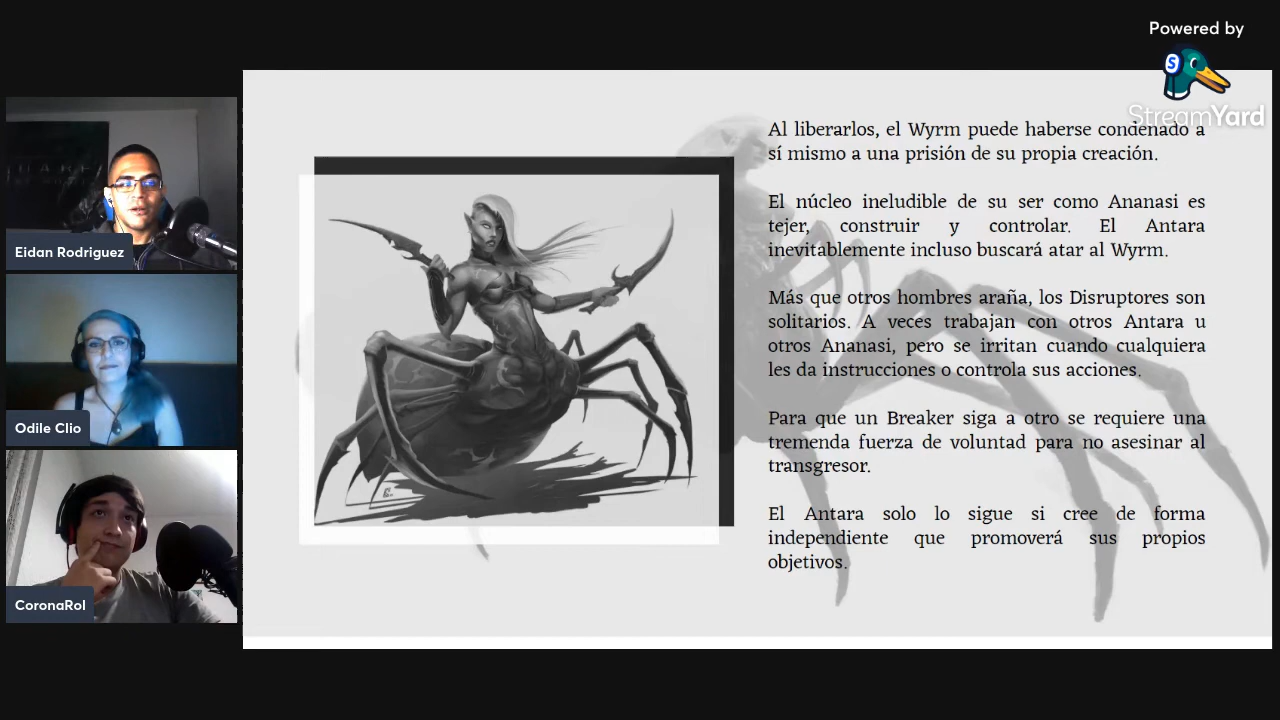 Powered by
StreamYard
Eidan Rodriguez
Odile Clio
CoronaRol
Al liberarlos, el Wyrm puede haberse condenado a
sí mismo a una prisión de su propia creación.
El núcleo ineludible de su ser como Ananasi es
tejer, construir y controlar. El Antara
inevitablemente incluso buscará atar al Wyrm.
Más que otros hombres araña, los Disruptores son
solitarios. A veces trabajan con otros Antara u
otros Ananasi, pero se irritan cuando cualquiera
les da instrucciones o controla sus acciones.
Para que un Breaker siga a otro se requiere una
tremenda fuerza de voluntad para no asesinar al
transgresor.
El Antara solo lo sigue si cree de forma
independiente que promoverá sus propios
objetivos.